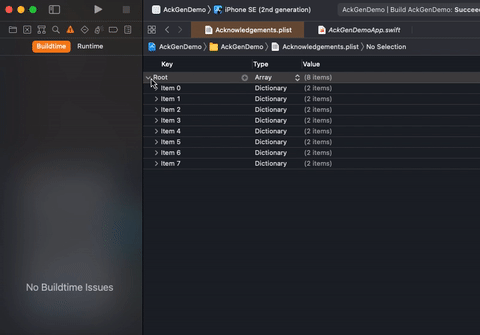 AckGenDemo 〉 iPhone SE (2nd generation)
AckGenDemo | Build AckGenDemo: Succee
Acknowledgements.plist
AckGenDemoApp.swift
Buildtime Runtime
AckGenDemo 〉 AckGenDemo 〉 Acknowledgements.plist 〉 No Selection
Key Type Value
Root Array (8 items)
Item 0 Dictionary (2 items)
Item 1 Dictionary (2 items)
Item 2 Dictionary (2 items)
Item 3 Dictionary (2 items)
Item 4 Dictionary (2 items)
Item 5 Dictionary (2 items)
Item 6 Dictionary (2 items)
Item 7 Dictionary (2 items)
No Buildtime Issues